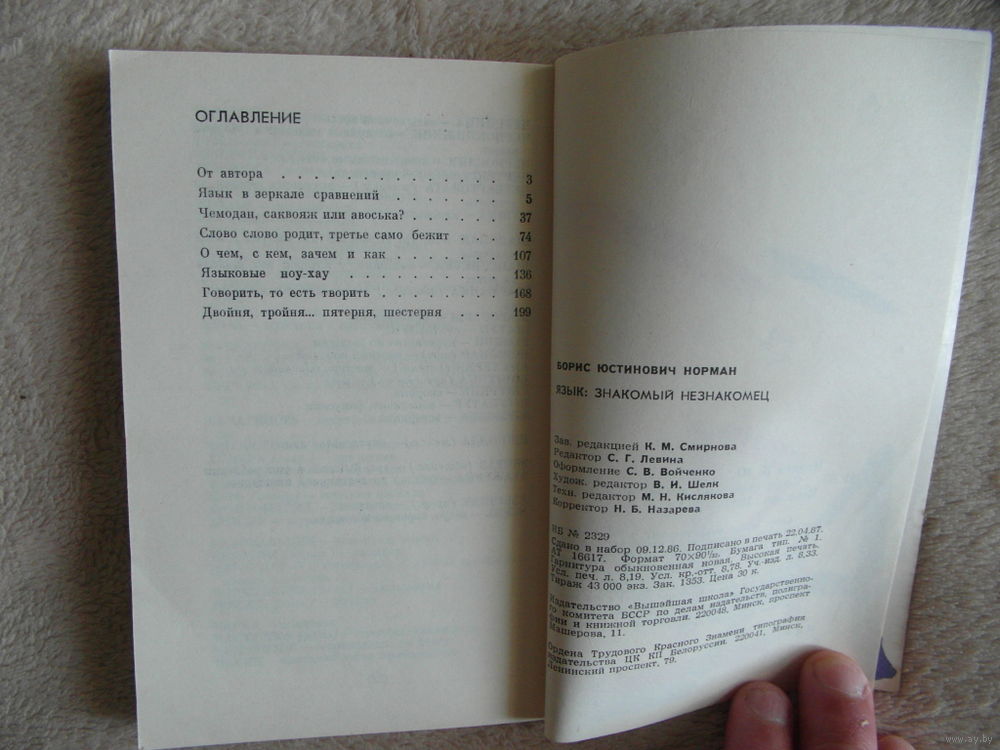 ОГЛАВЛЕНИЕ
От автора . . . . . . . . . . . . . . . 3
Язык в зеркале сравнений . . . . . . . 5
Чемодан, саквояж или авоська? . . . . . . 37
Слово слово родит, третье само бежит . . . 74
О чем, с кем, зачем и как . . . . . . . 107
Языковые ноу-хау . . . . . . . . 136
Говорить, то есть творить . . . . . . . . 168
Двойня, тройня... пятерня, шестерня . . . 199
БОРИС ЮСТИНОВИЧ НОРМАН
ЯЗЫК: ЗНАКОМЫЙ НЕЗНАКОМЕЦ
Зав. редакцией К. М. Смирнова
Редактор С. Г. Левина
Оформление С. В. Войченко
Худож. редактор В. И. Шелк
Техн. редактор М. Н. Кислякова
Корректор Н. Б. Назарева
ИБ № 2329
Сдано в набор 09.12.86. Подписано в печать 22.04.87.
АТ 16617. Формат 70×90¹/₃₂. Бумага тип. № 1.
Гарнитура обыкновенная новая. Высокая печать.
Усл. печ. л. 8,19. Усл. кр.-отт. 8,78. Уч.-изд. л. 8,33.
Тираж 43 000 экз. Зак. 1353. Цена 30 к.
Издательство «Вышэйшая школа» Государственно-
го комитета БССР по делам издательств, полигра-
фии и книжной торговли. 220048. Минск, проспект
Машерова, 11.
Ордена Трудового Красного Знамени типография
издательства ЦК КП Белоруссии. 220041. Минск,
Ленинский проспект, 79.
www.ay.by